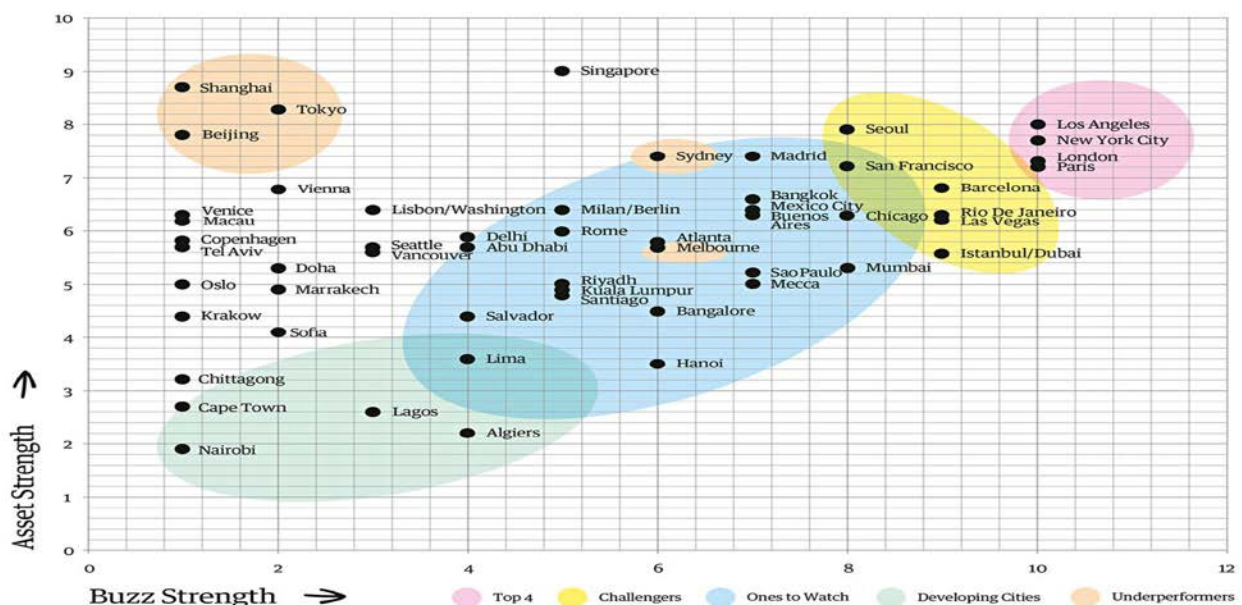 10
9
8
7
6
5
4
3
2
1
0
Singapore
Shanghai
Tokyo
Beijing
Seoul
Los Angeles
New York City
London
Paris
Sydney
Madrid
San Francisco
Vienna
Barcelona
Bangkok
Mexico City
Buenos
Aires
Chicago
Rio De Janeiro
Las Vegas
Venice
Macau
Lisbon/Washington
Milan/Berlin
Rome
Copenhagen
Tel Aviv
Seattle
Vancouver
Delhi
Abu Dhabi
Atlanta
Melbourne
Istanbul/Dubai
Doha
Sao Paulo
Mumbai
Oslo
Marrakech
Riyadh
Kuala Lumpur
Santiago
Mecca
Krakow
Sofia
Salvador
Bangalore
Lima
Hanoi
Chittagong
Cape Town
Lagos
Algiers
Nairobi
Asset Strength
0 2 4 6 8 10 12
Buzz Strength
Top 4 Challengers Ones to Watch Developing Cities Underperformers